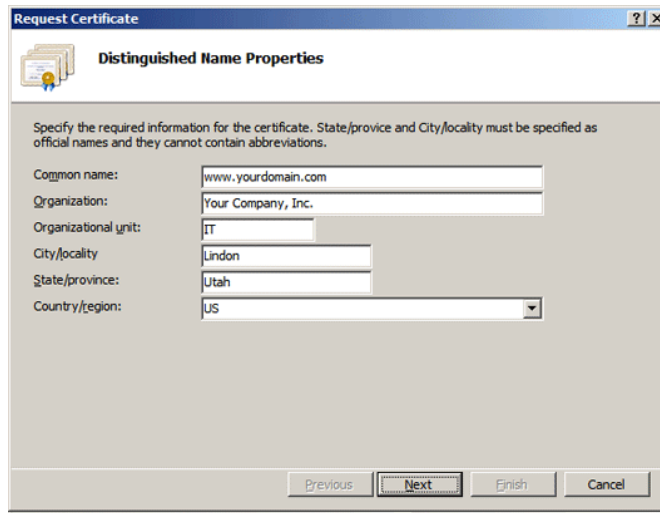 Request Certificate
Distinguished Name Properties
Specify the required information for the certificate. State/provice and City/locality must be specified as
official names and they cannot contain abbreviations.
Common name: www.yourdomain.com
Organization: Your Company, Inc.
Organizational unit: IT
City/locality Lindon
State/province: Utah
Country/region: US
Previous Next Finish Cancel